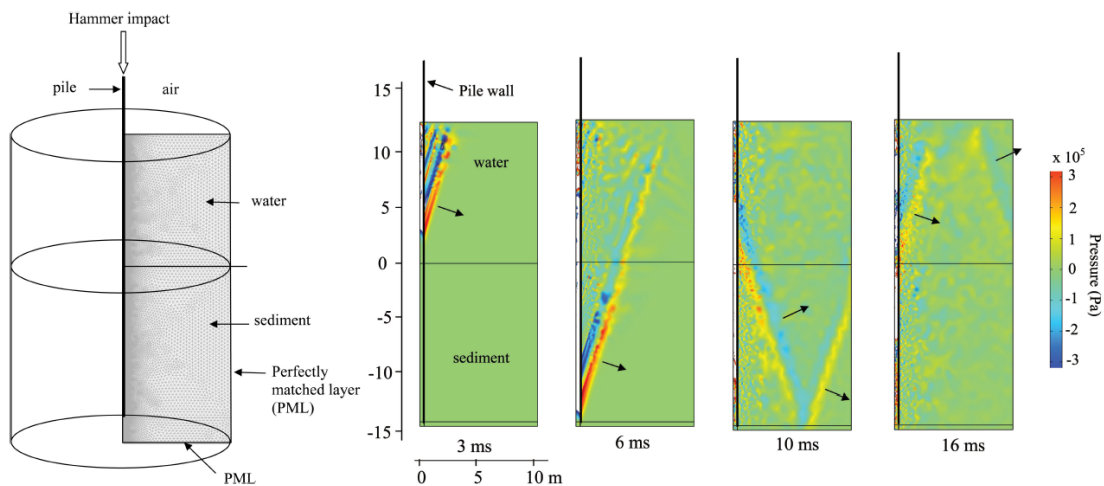 Hammer impact
pile
air
water
sediment
Perfectly
matched layer
(PML)
PML
15
10
5
0
-5
-10
-15
Pile wall
water
sediment
3 ms
6 ms
10 ms
16 ms
0
5
10 m
x 10⁵
3
2
1
0
-1
-2
-3
Pressure (Pa)